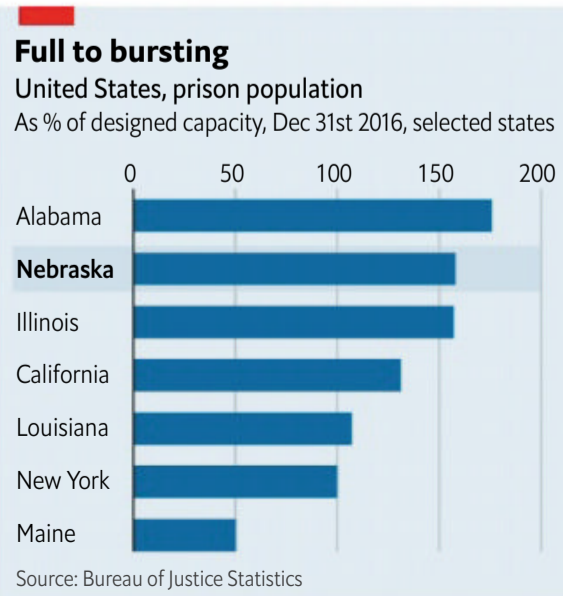 Full to bursting
United States, prison population
As % of designed capacity, Dec 31st 2016, selected states
0 50 100 150 200
Alabama
Nebraska
Illinois
California
Louisiana
New York
Maine
Source: Bureau of Justice Statistics